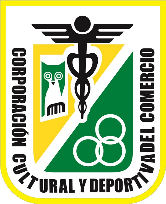 CORPORACIÓN CULTURAL Y DEPORTIVA DEL COMERCIO